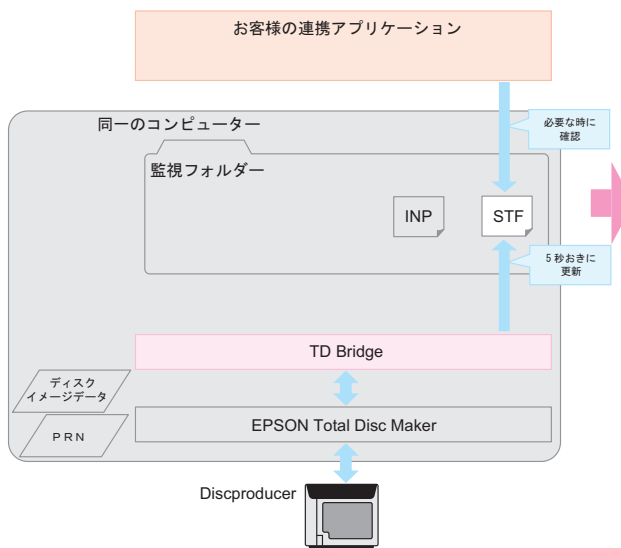 お客様の連携アプリケーション
同一のコンピューター
必要な時に
確認
監視フォルダー
INP
STF
5 秒おきに
更新
TD Bridge
ディスク
イメージデータ
EPSON Total Disc Maker
ＰＲＮ
Discproducer